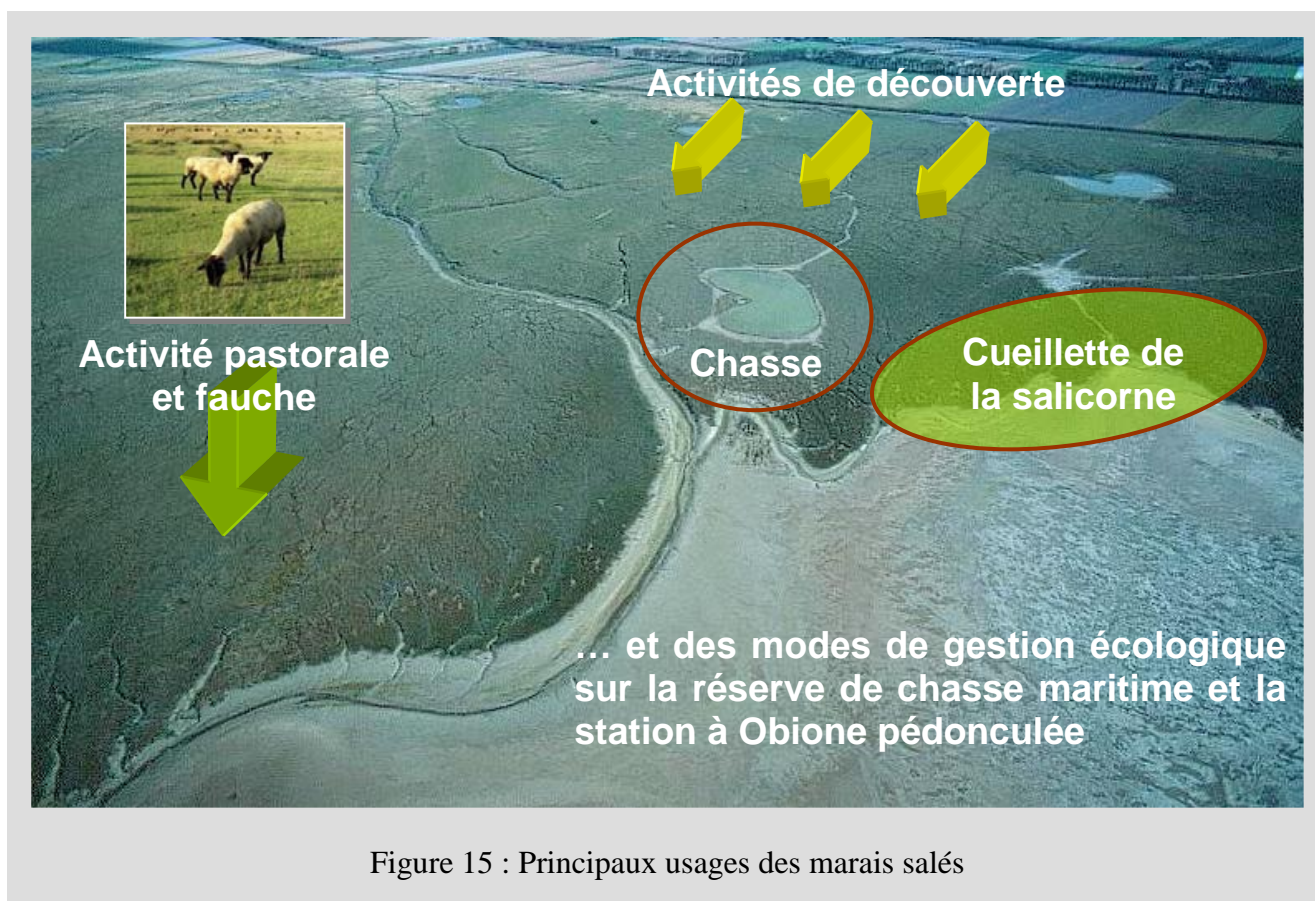 Activités de découverte
Activité pastorale
et fauche
Chasse
Cueillette de
la salicorne
… et des modes de gestion écologique
sur la réserve de chasse maritime et la
station à Obione pédonculée
Figure 15 : Principaux usages des marais salés